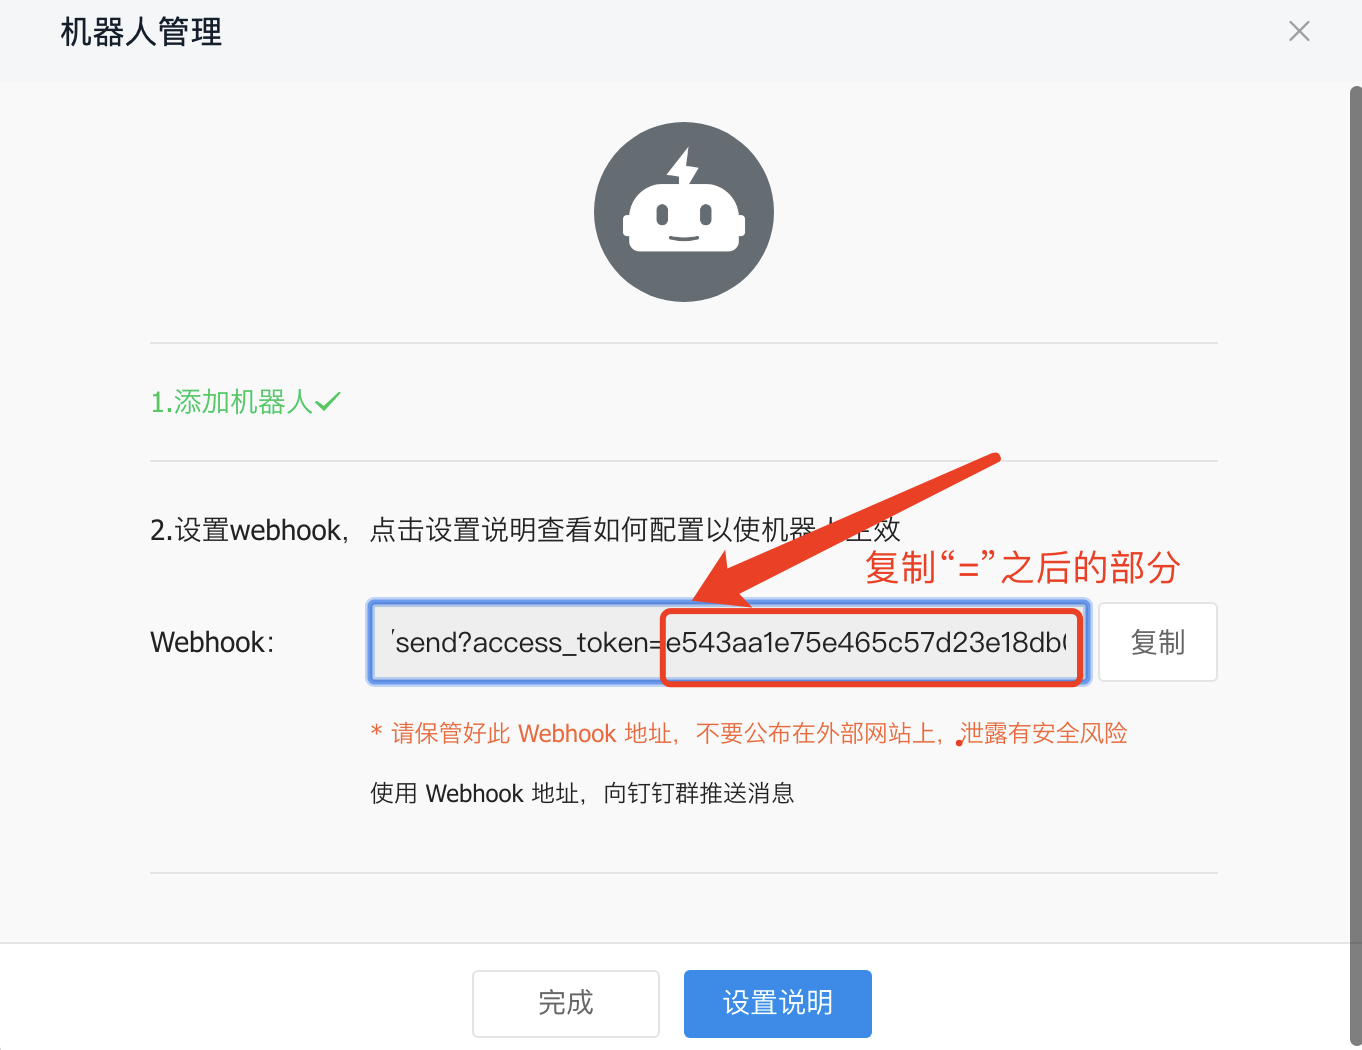 机器人管理
1.添加机器人
2.设置webhook，点击设置说明查看如何配置以使机器人生效
复制“=”之后的部分
Webhook：
/send?access_token=e543aa1e75e465c57d23e18db
复制
* 请保管好此 Webhook 地址，不要公布在外部网站上，泄露有安全风险
使用 Webhook 地址，向钉钉群推送消息
完成
设置说明